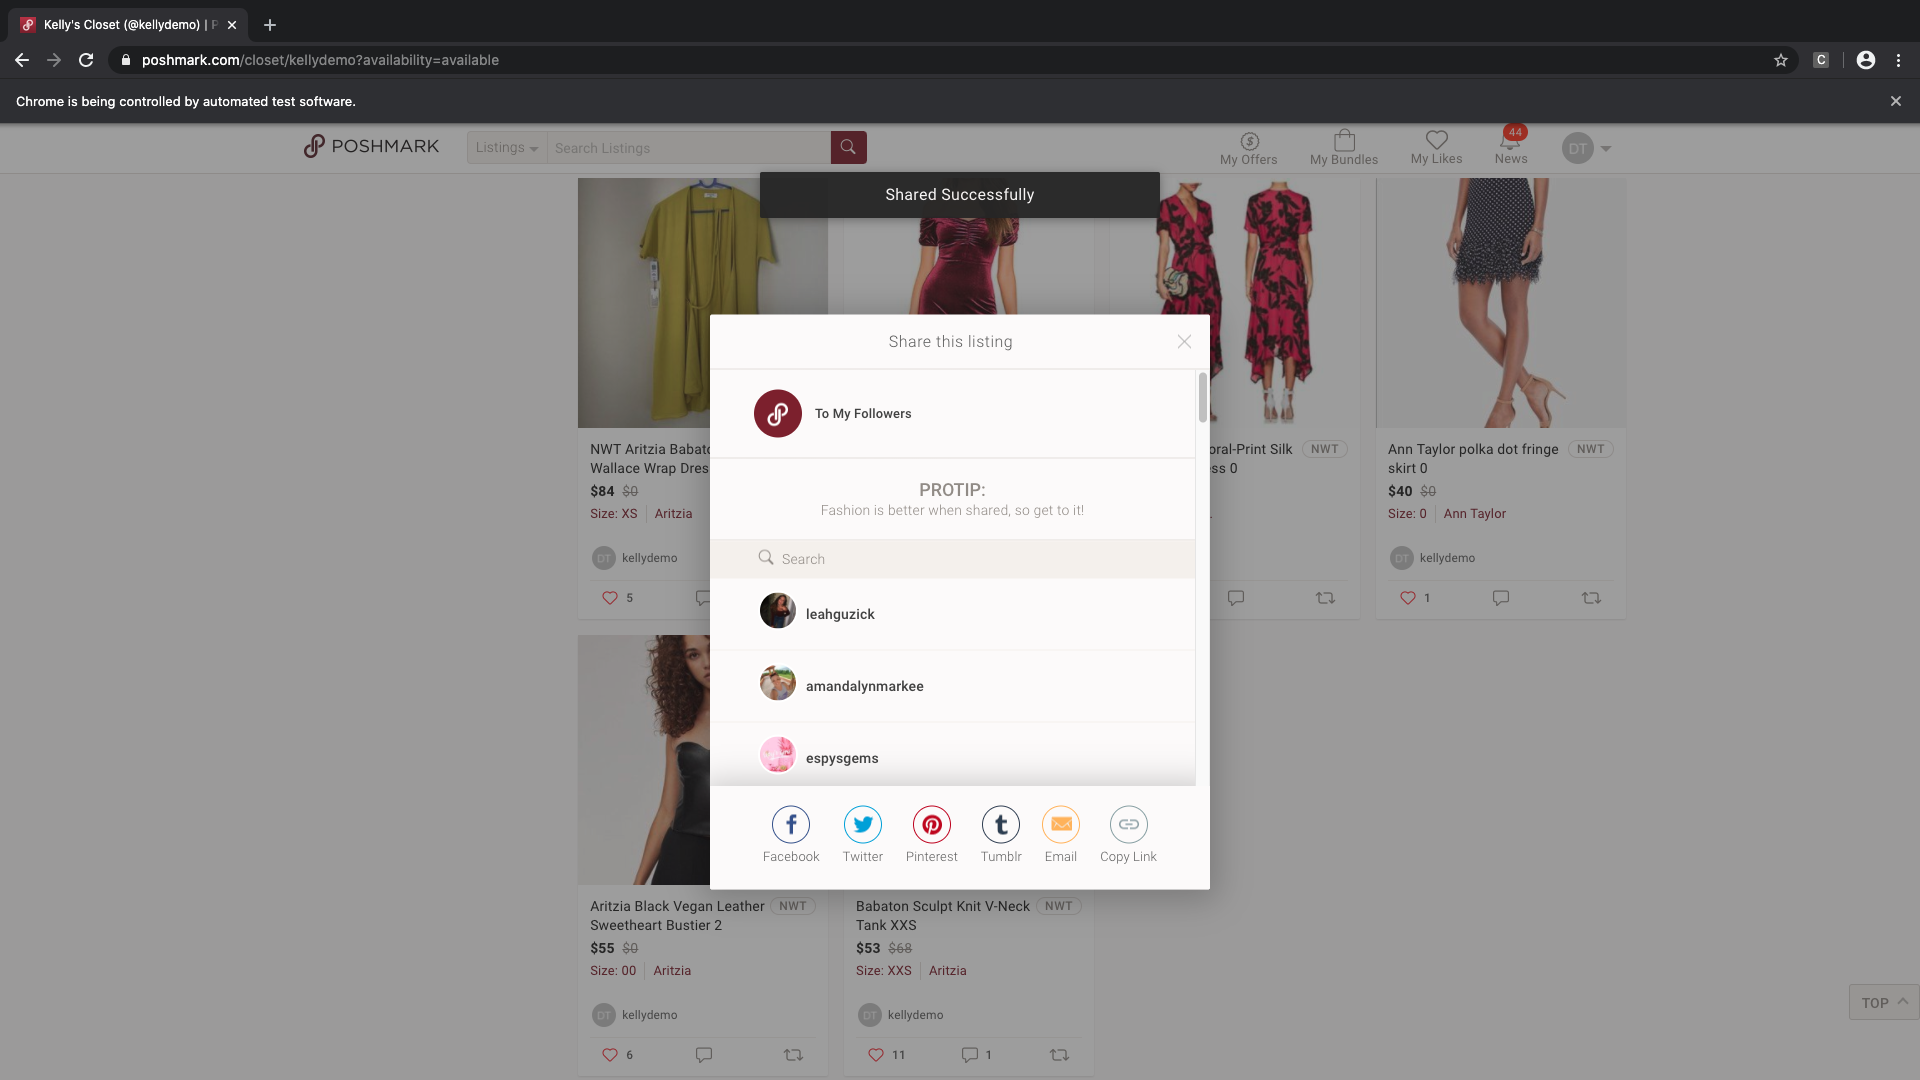 Kelly's Closet (@kellydemo) | P
poshmark.com/closet/kellydemo?availability=available
C
Chrome is being controlled by automated test software.
POSHMARK
Listings
Search Listings
My Offers
My Bundles
My Likes
44
News
DT
Shared Successfully
Share this listing
To My Followers
PROTIP:
Fashion is better when shared, so get to it!
Search
leahguzick
amandalynmarkee
espysgems
Facebook
Twitter
Pinterest
Tumblr
Email
Copy Link
NWT Aritzia Babato
Wallace Wrap Dres
$84 $0
Size: XS
Aritzia
DT
kellydemo
5
oral-Print Silk
ss 0
NWT
Ann Taylor polka dot fringe
skirt 0
NWT
$40 $0
Size: 0
Ann Taylor
DT
kellydemo
1
Aritzia Black Vegan Leather
Sweetheart Bustier 2
NWT
$55 $0
Size: 00
Aritzia
DT
kellydemo
6
Babaton Sculpt Knit V-Neck
Tank XXS
NWT
$53 $68
Size: XXS
Aritzia
DT
kellydemo
11
1
TOP